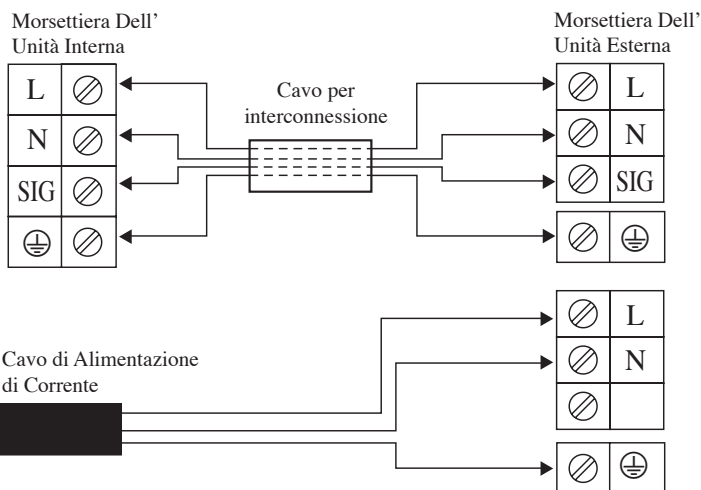 Morsettiera Dell'
Unità Interna
L
N
SIG
Cavo per
interconnessione
Morsettiera Dell'
Unità Esterna
L
N
SIG
Cavo di Alimentazione
di Corrente
L
N